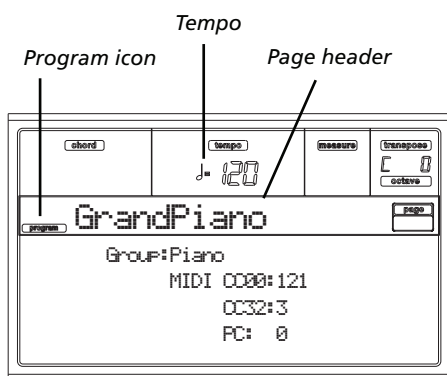 Tempo
Program icon Page header
chord tempo measure transpose
♩= 120 C 0
octave
program GrandPiano page
Group:Piano
MIDI CC00:121
CC32:3
PC: 0